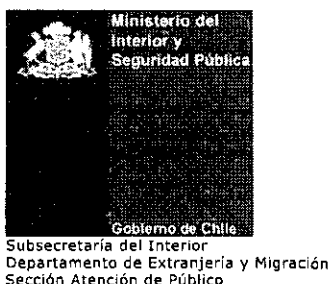 Ministerio del
Interior y
Seguridad Pública
Gobierno de Chile
Subsecretaría del Interior
Departamento de Extranjería y Migración
Sección Atención de Público